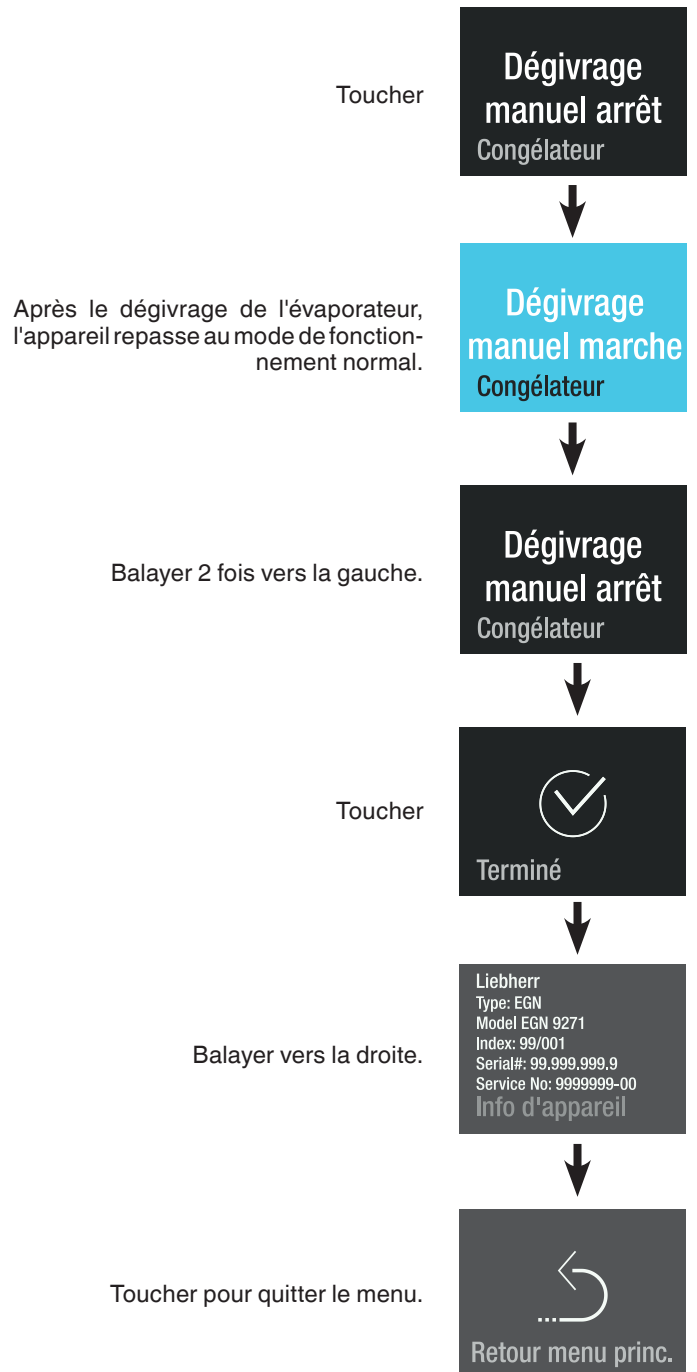 Toucher
Dégivrage
manuel arrêt
Congélateur
Après le dégivrage de l'évaporateur,
l'appareil repasse au mode de fonction-
nement normal.
Dégivrage
manuel marche
Congélateur
Balayer 2 fois vers la gauche.
Dégivrage
manuel arrêt
Congélateur
Toucher
Terminé
Balayer vers la droite.
Liebherr
Type: EGN
Model EGN 9271
Index: 99/001
Serial#: 99.999.999.9
Service No: 9999999-00
Info d'appareil
Toucher pour quitter le menu.
Retour menu princ.